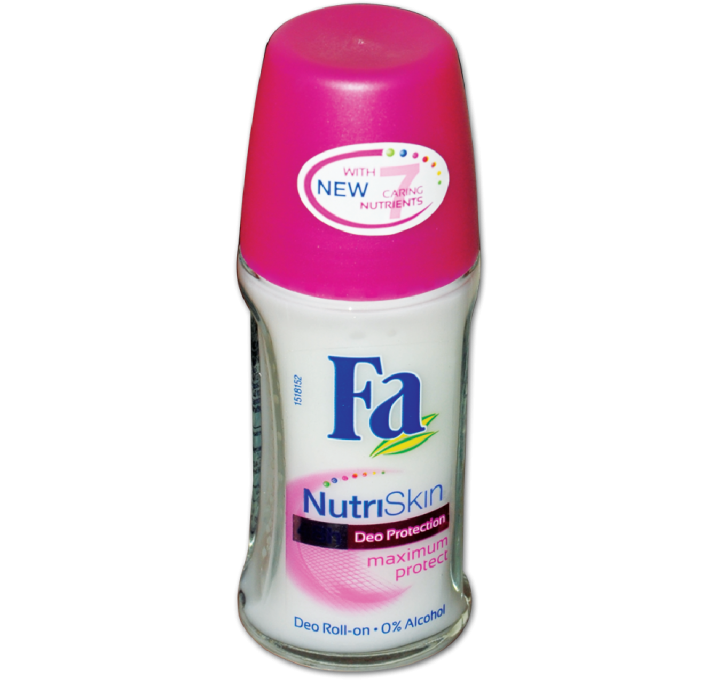 WITH 7
NEW CARING
NUTRIENTS
1518152
Fa
NutriSkin
Deo Protection
maximum
protect
Deo Roll-on • 0% Alcohol